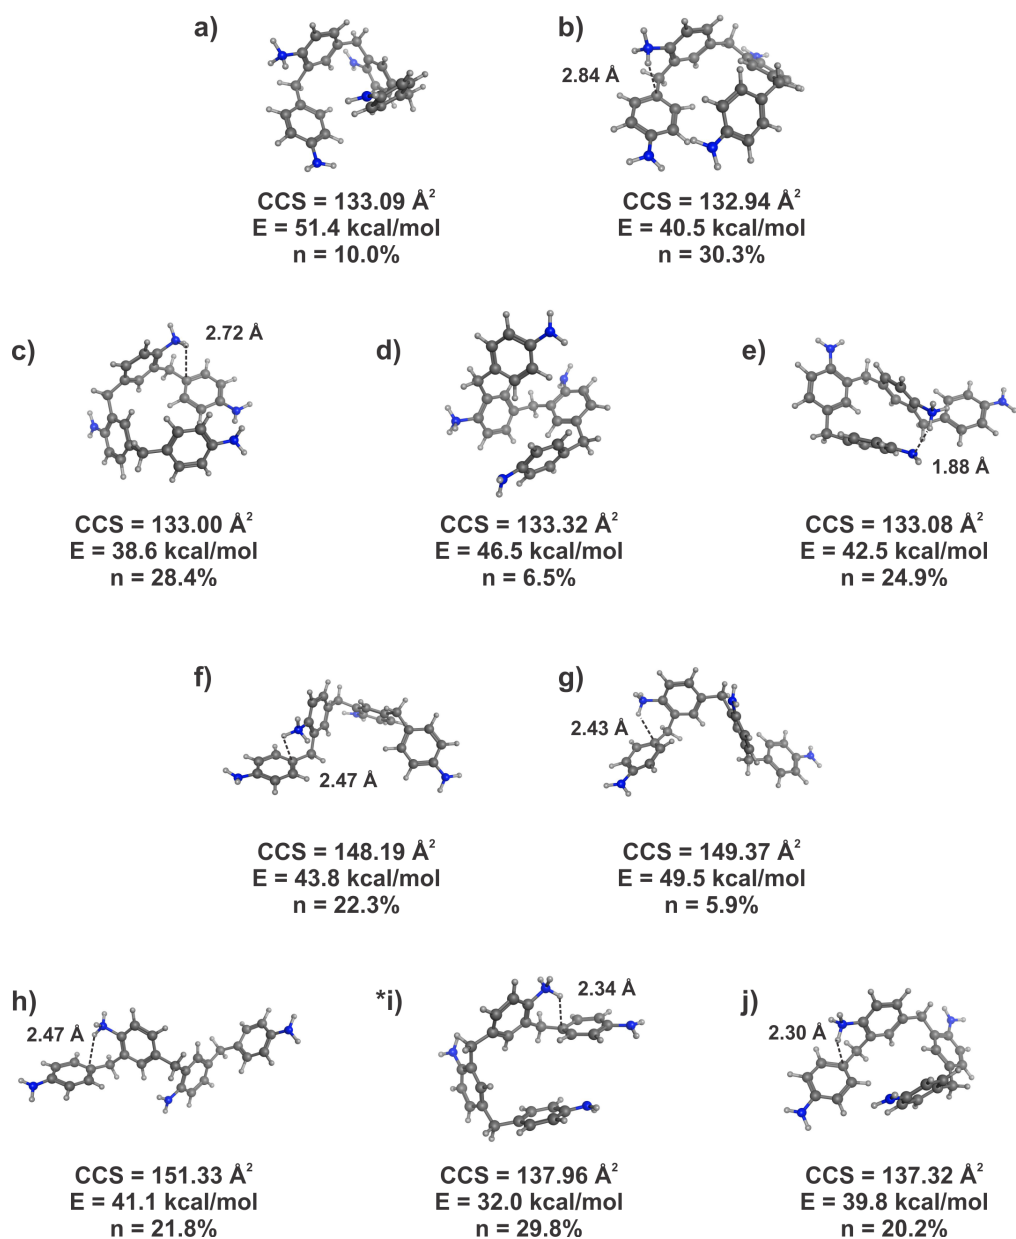 a)
b)
2.84 Å
CCS = 133.09 Å²
E = 51.4 kcal/mol
n = 10.0%
CCS = 132.94 Å²
E = 40.5 kcal/mol
n = 30.3%
c)
2.72 Å
d)
e)
1.88 Å
CCS = 133.00 Å²
E = 38.6 kcal/mol
n = 28.4%
CCS = 133.32 Å²
E = 46.5 kcal/mol
n = 6.5%
CCS = 133.08 Å²
E = 42.5 kcal/mol
n = 24.9%
f)
2.47 Å
g)
2.43 Å
CCS = 148.19 Å²
E = 43.8 kcal/mol
n = 22.3%
CCS = 149.37 Å²
E = 49.5 kcal/mol
n = 5.9%
h)
2.47 Å
*i)
2.34 Å
j)
2.30 Å
CCS = 151.33 Å²
E = 41.1 kcal/mol
n = 21.8%
CCS = 137.96 Å²
E = 32.0 kcal/mol
n = 29.8%
CCS = 137.32 Å²
E = 39.8 kcal/mol
n = 20.2%